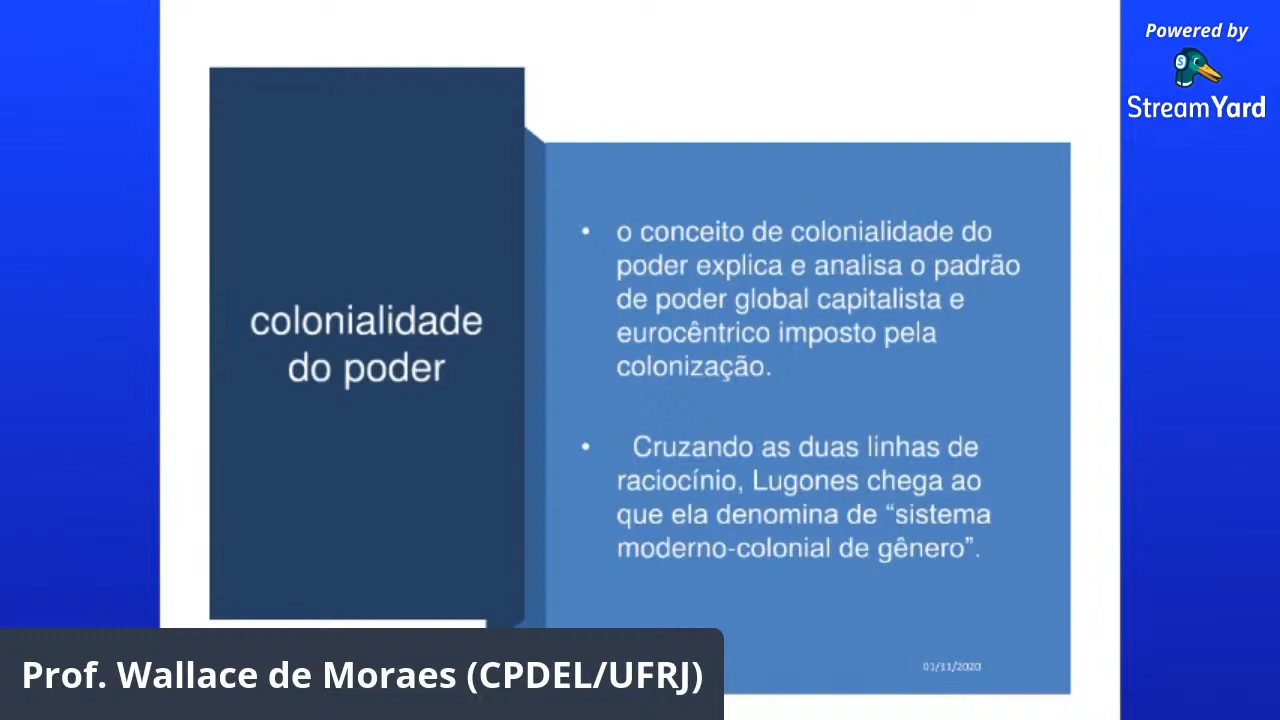 Powered by
StreamYard
colonialidade
do poder
• o conceito de colonialidade do
poder explica e analisa o padrão
de poder global capitalista e
eurocêntrico imposto pela
colonização.
• Cruzando as duas linhas de
raciocínio, Lugones chega ao
que ela denomina de “sistema
moderno-colonial de gênero”.
Prof. Wallace de Moraes (CPDEL/UFRJ)